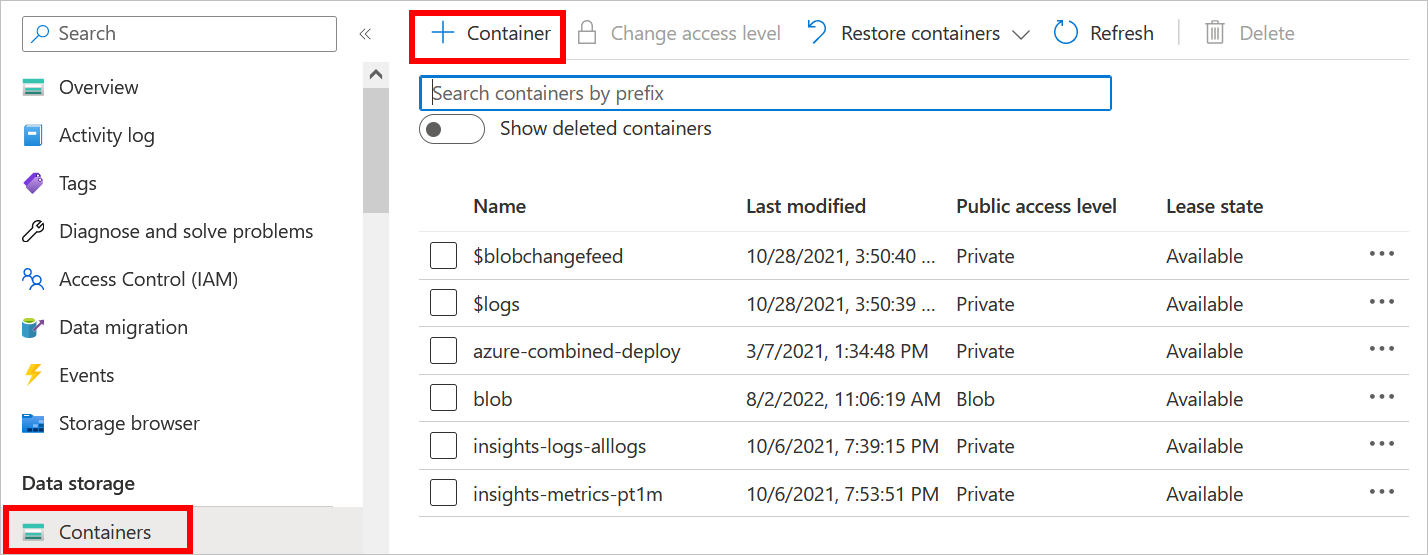 Search
Overview
Activity log
Tags
Diagnose and solve problems
Access Control (IAM)
Data migration
Events
Storage browser
Data storage
Containers
Container Change access level Restore containers Refresh Delete
Search containers by prefix
Show deleted containers
Name Last modified Public access level Lease state
$blobchangefeed 10/28/2021, 3:50:40 ... Private Available
$logs 10/28/2021, 3:50:39 ... Private Available
azure-combined-deploy 3/7/2021, 1:34:48 PM Private Available
blob 8/2/2022, 11:06:19 AM Blob Available
insights-logs-alllogs 10/6/2021, 7:39:15 PM Private Available
insights-metrics-pt1m 10/6/2021, 7:53:51 PM Private Available